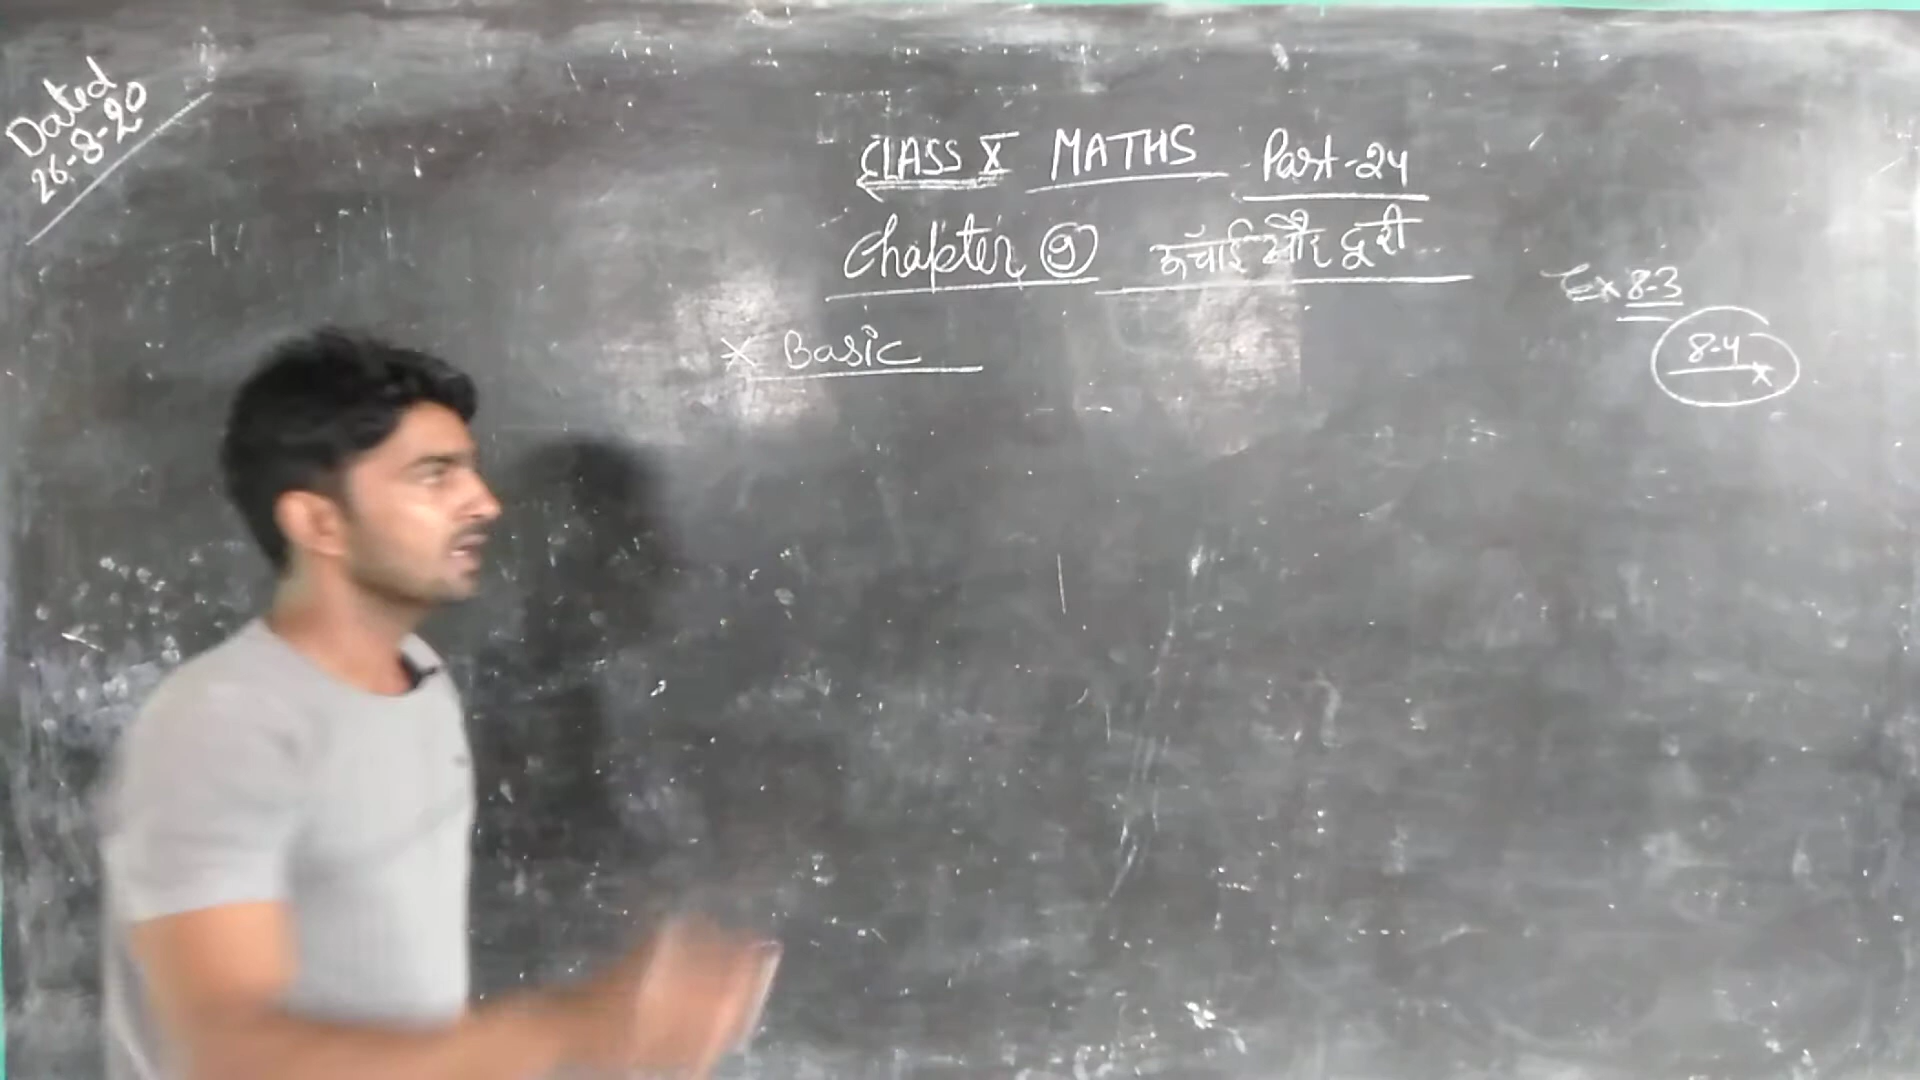 Dated
26-8-20
CLASS X MATHS Part-24
Chapter 9 ऊँचाई और दूरी
Ex 8.3
* Basic
8.4